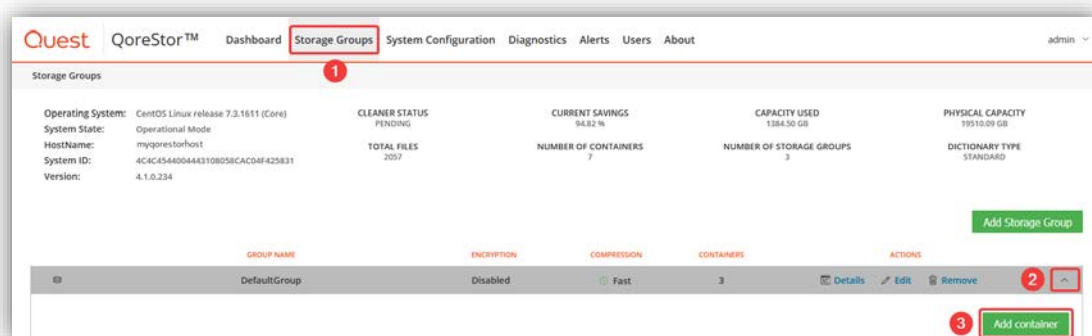 Quest QoreStor™ Dashboard Storage Groups System Configuration Diagnostics Alerts Users About admin
1
Storage Groups
Operating System: CentOS Linux release 7.3.1611 (Core) CLEANER STATUS CURRENT SAVINGS CAPACITY USED PHYSICAL CAPACITY
System State: Operational Mode PENDING 94.82 % 1384.50 GB 19510.09 GB
HostName: myqorestorhost TOTAL FILES NUMBER OF CONTAINERS NUMBER OF STORAGE GROUPS DICTIONARY TYPE
System ID: 4C4C4544004443108058CAC04F425831 2057 7 3 STANDARD
Version: 4.1.0.234
Add Storage Group
GROUP NAME ENCRYPTION COMPRESSION CONTAINERS ACTIONS
DefaultGroup Disabled Fast 3 Details Edit Remove 2
3 Add container